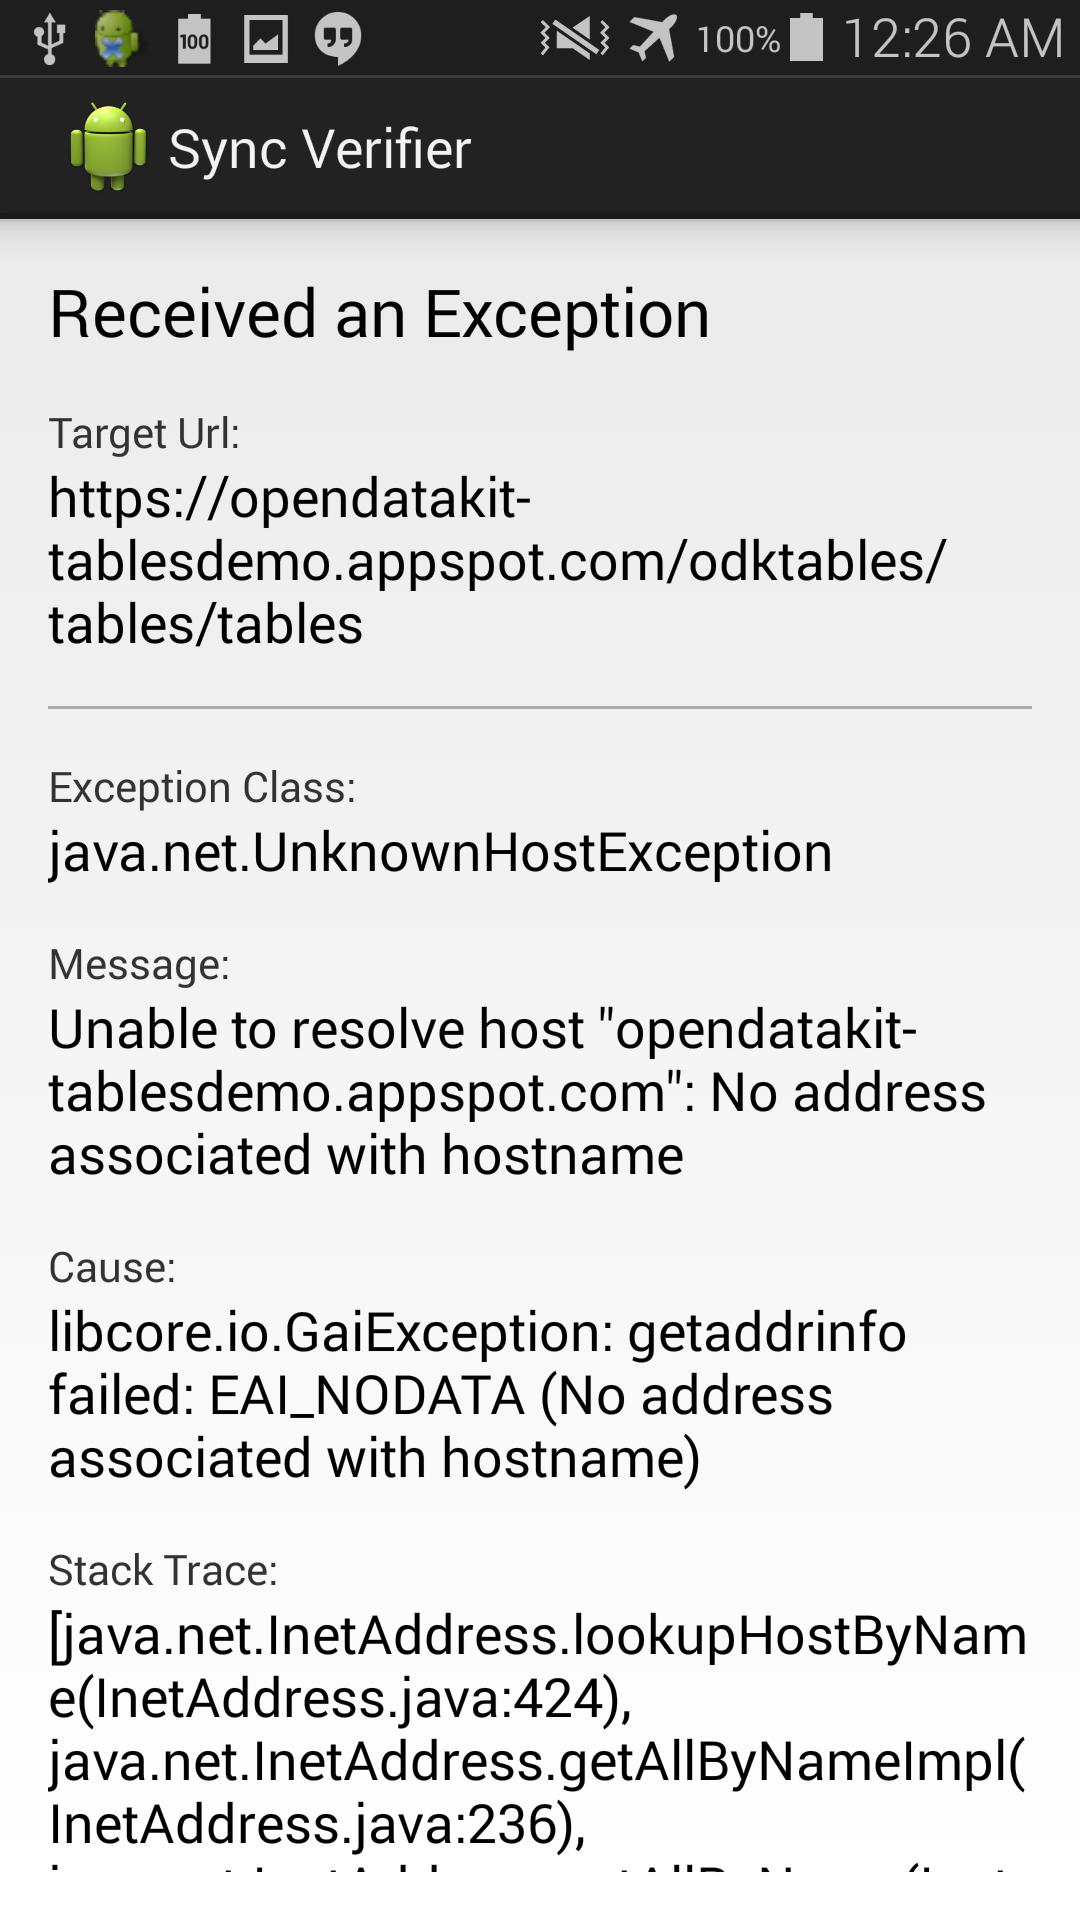 100
100%
12:26 AM
Sync Verifier
Received an Exception
Target Url:
https://opendatakit-
tablesdemo.appspot.com/odktables/
tables/tables
Exception Class:
java.net.UnknownHostException
Message:
Unable to resolve host "opendatakit-
tablesdemo.appspot.com": No address
associated with hostname
Cause:
libcore.io.GaiException: getaddrinfo
failed: EAI_NODATA (No address
associated with hostname)
Stack Trace:
[java.net.InetAddress.lookupHostByNam
e(InetAddress.java:424),
java.net.InetAddress.getAllByNameImpl(
InetAddress.java:236),